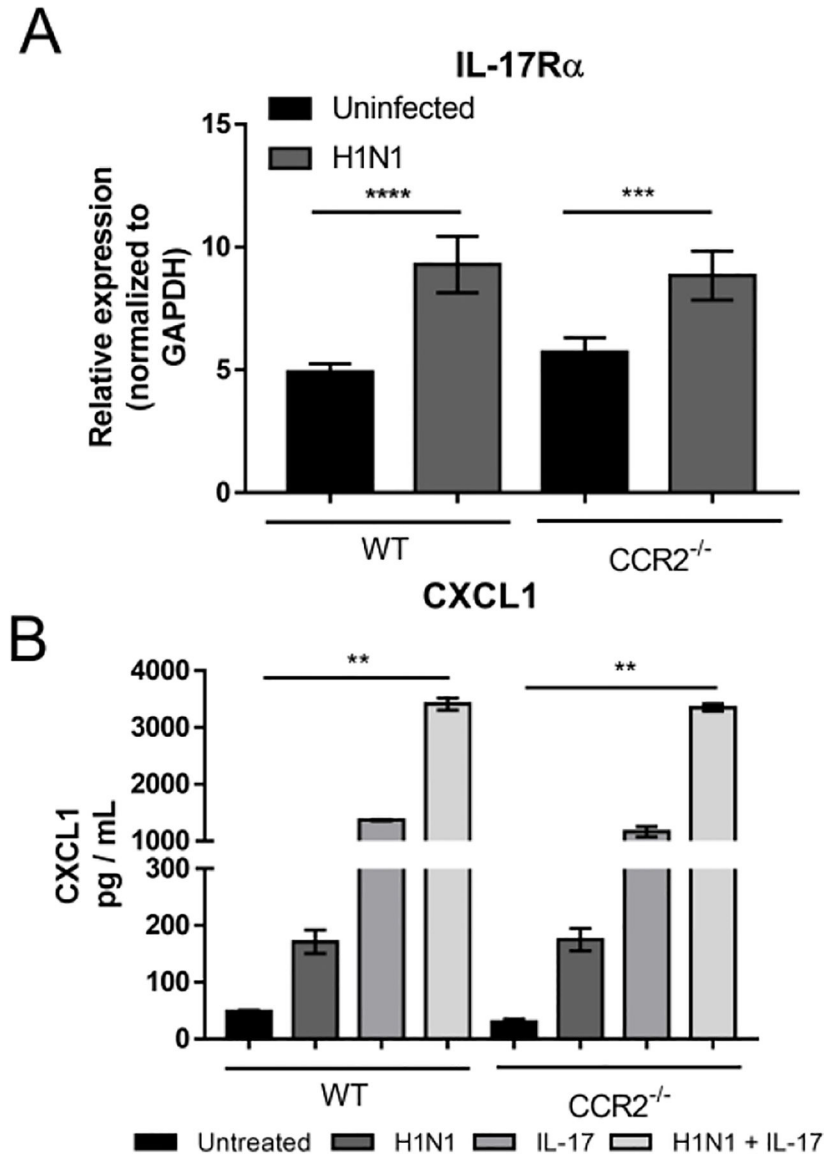 A
IL-17Rα
Uninfected
H1N1
Relative expression
(normalized to
GAPDH)
15
10
5
0
****
***
WT
CCR2-/-
B
CXCL1
CXCL1
pg / mL
4000
3000
2000
1000
300
200
100
0
**
**
WT
CCR2-/-
Untreated H1N1 IL-17 H1N1 + IL-17